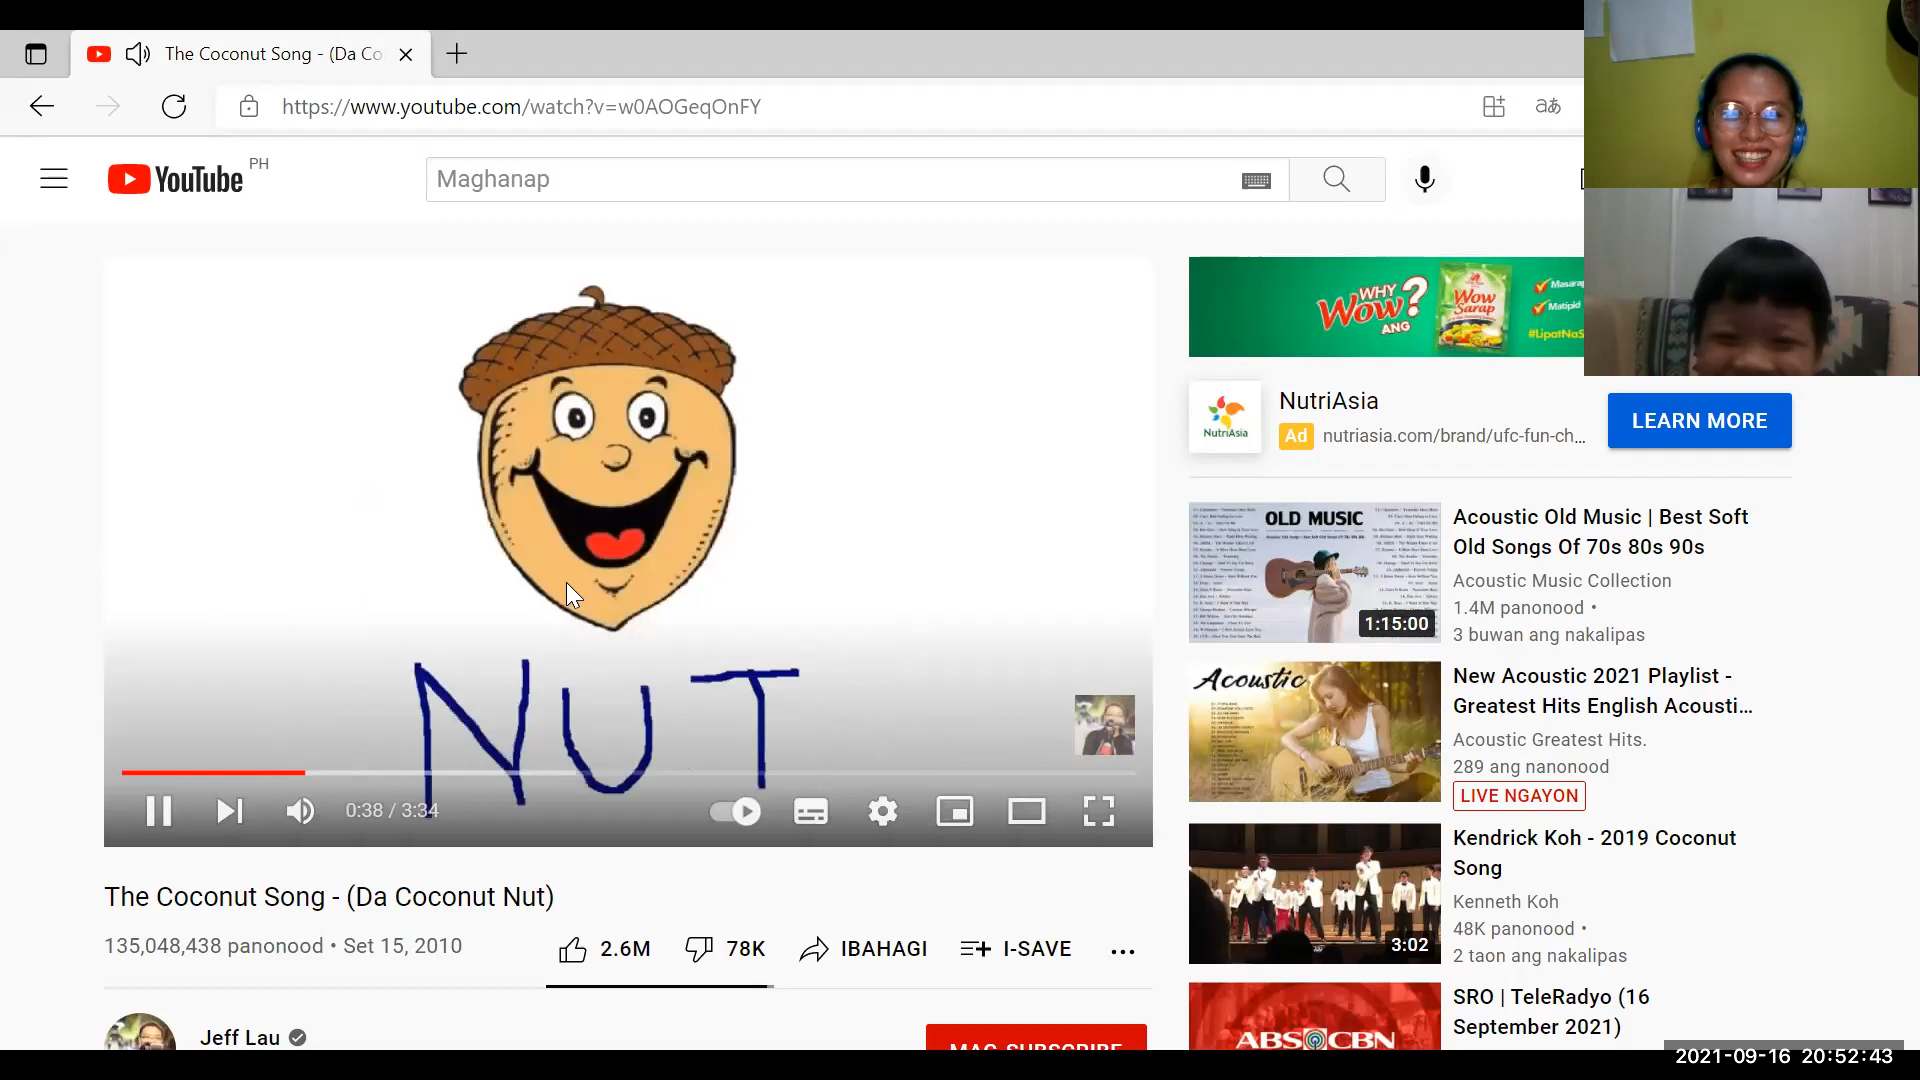 The Coconut Song - (Da Co
https://www.youtube.com/watch?v=w0AOGeqOnFY
aあ
YouTube PH
Maghanap
NUT
0:38 / 3:34
The Coconut Song - (Da Coconut Nut)
135,048,438 panonood • Set 15, 2010
2.6M 78K IBAHAGI I-SAVE
Jeff Lau
MAG-SUBSCRIBE
WHY
WOW?
ANG
Wow
Sarap
Masarap
Matipid
#LipatNaS
NutriAsia
NutriAsia
Ad nutriasia.com/brand/ufc-fun-ch...
LEARN MORE
OLD MUSIC
1:15:00
Acoustic Old Music | Best Soft
Old Songs Of 70s 80s 90s
Acoustic Music Collection
1.4M panonood •
3 buwan ang nakalipas
Acoustic
New Acoustic 2021 Playlist -
Greatest Hits English Acousti...
Acoustic Greatest Hits.
289 ang nanonood
LIVE NGAYON
3:02
Kendrick Koh - 2019 Coconut
Song
Kenneth Koh
48K panonood •
2 taon ang nakalipas
ABS CBN
SRO | TeleRadyo (16
September 2021)
2021-09-16 20:52:43